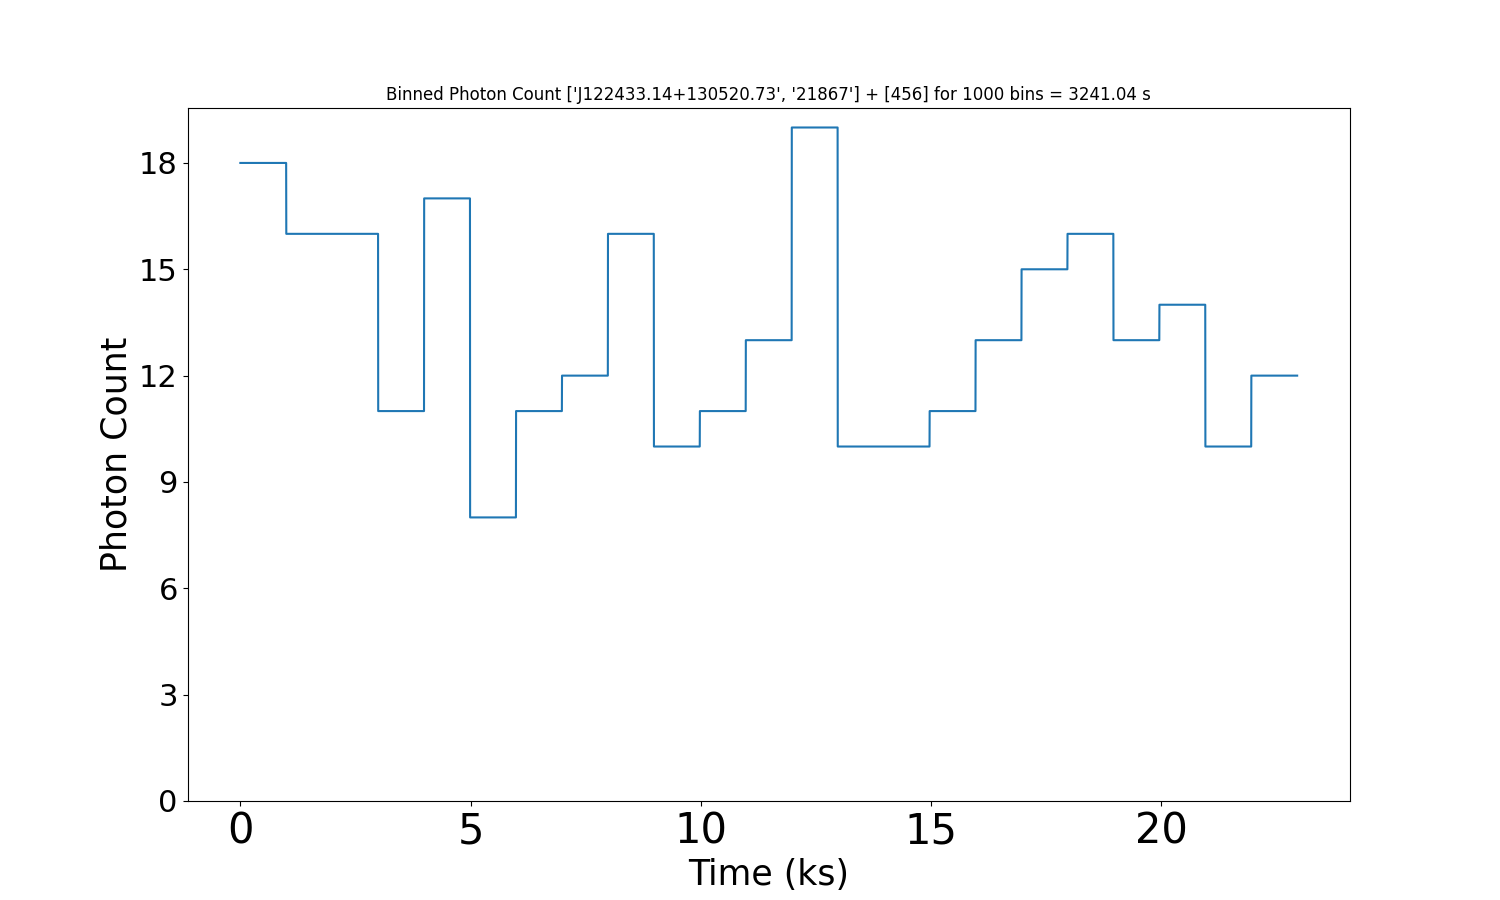 Binned Photon Count ['J122433.14+130520.73', '21867'] + [456] for 1000 bins = 3241.04 s
18
15
12
9
6
3
0
Photon Count
0 5 10 15 20
Time (ks)